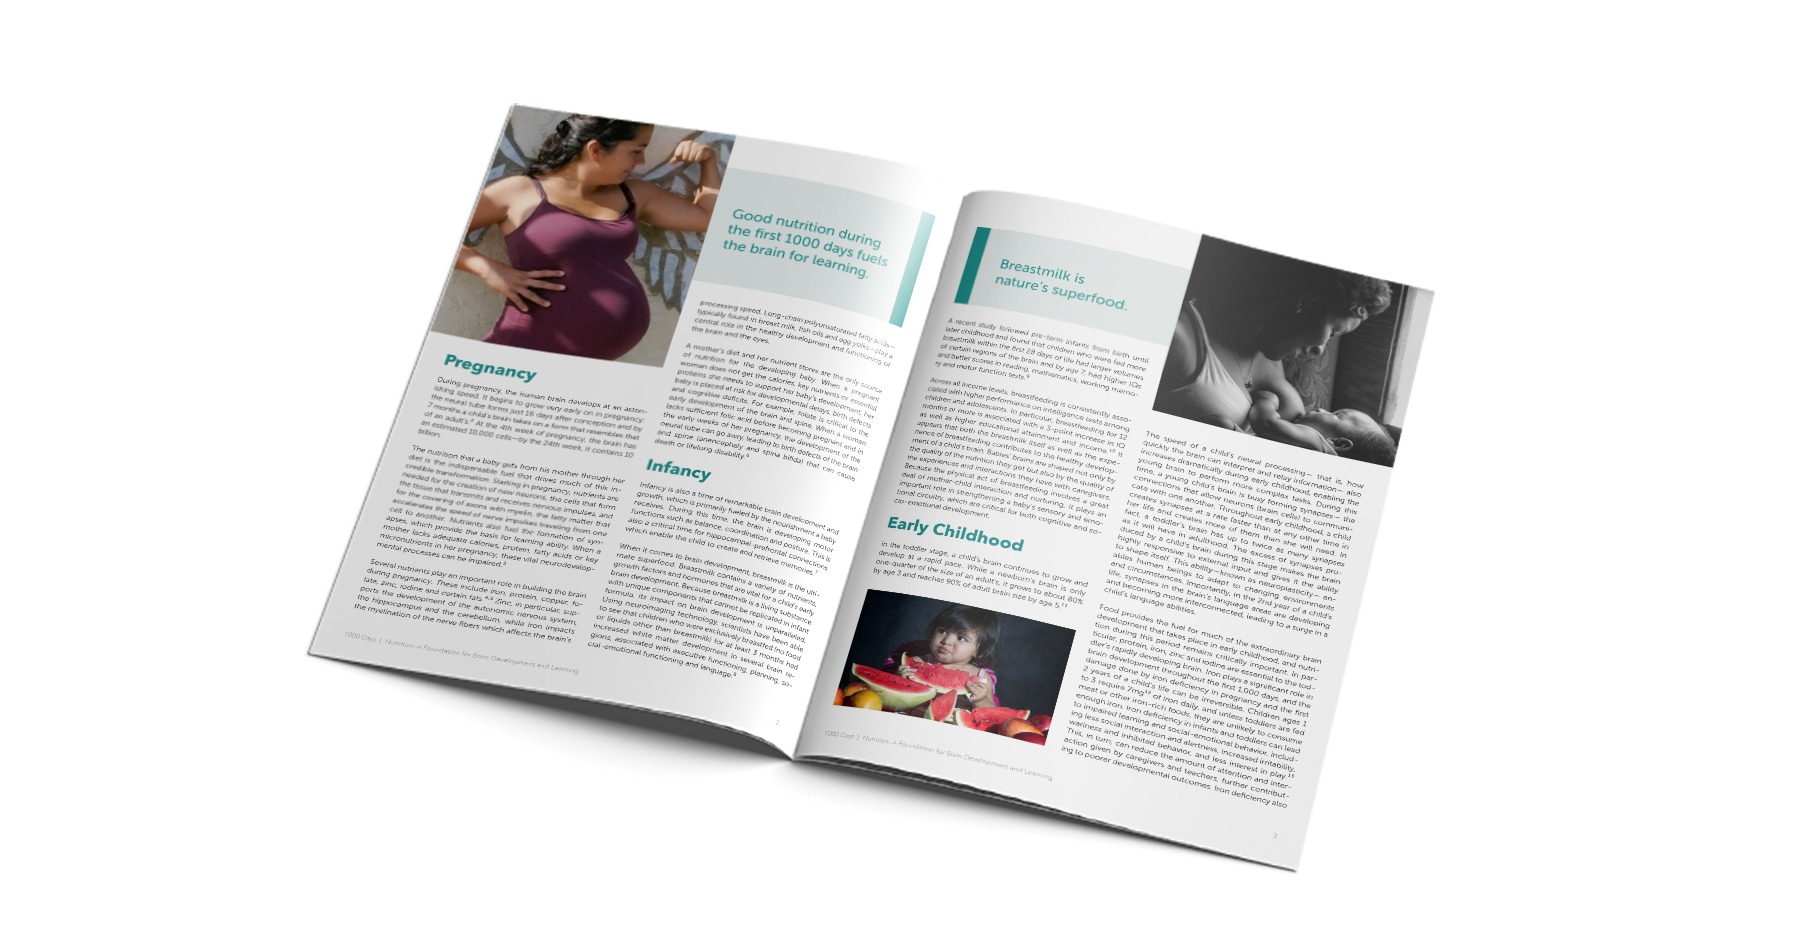 Pregnancy
During pregnancy, the human brain develops at an aston-
ishing speed. It begins to grow very early on in pregnancy:
the neural tube forms just 16 days after conception and by
7 months a child's brain takes on a form that resembles that
of an adult's.² At the 4th week of pregnancy, the brain has
an estimated 10,000 cells—by the 24th week, it contains 10
billion.
The nutrition that a baby gets from his mother through her
diet is the indispensable fuel that drives much of this in-
credible transformation. Starting in pregnancy, nutrients are
needed for the creation of new neurons, the cells that form
the tissue that transmits and receives nervous impulses, and
for the covering of axons with myelin, the fatty matter that
accelerates the speed of nerve impulses traveling from one
cell to another. Nutrients also fuel the formation of syn-
apses, which provide the basis for learning ability. When a
mother lacks adequate calories, protein, fatty acids or key
micronutrients in her pregnancy, these vital neurodevelop-
mental processes can be impaired.³
Several nutrients play an important role in building the brain
during pregnancy. These include iron, protein, copper, fo-
late, zinc, iodine and certain fats.⁴·⁵ Zinc, in particular, sup-
ports the development of the autonomic nervous system,
the hippocampus and the cerebellum, while iron impacts
the myelination of the nerve fibers which affects the brain's
1000 Days | Nutrition: A Foundation for Brain Development and Learning
Good nutrition during
the first 1000 days fuels
the brain for learning.
processing speed. Long-chain polyunsaturated fatty acids—
typically found in breast milk, fish oils and egg yolks—play a
central role in the healthy development and functioning of
the brain and the eyes.
A mother's diet and her nutrient stores are the only source
of nutrition for the developing baby. When a pregnant
woman does not get the calories, key nutrients or essential
proteins she needs to support her baby's development, her
baby is placed at risk for developmental delays, birth defects
and cognitive deficits. For example, folate is critical to the
early development of the brain and spine. When a woman
lacks sufficient folic acid before becoming pregnant and in
the early weeks of her pregnancy, the development of the
neural tube can go awry, leading to birth defects of the brain
and spine (anencephaly and spina bifida) that can cause
death or lifelong disability.⁶
Infancy
Infancy is also a time of remarkable brain development and
growth, which is primarily fueled by the nourishment a baby
receives. During this time, the brain is developing motor
functions such as balance, coordination and posture. This is
also a critical time for hippocampal-prefrontal connections
which enable the child to create and retrieve memories.⁷
When it comes to brain development, breastmilk is the ulti-
mate superfood. Breastmilk contains a variety of nutrients,
growth factors and hormones that are vital for a child's early
brain development. Because breastmilk is a living substance
with unique components that cannot be replicated in infant
formula, its impact on brain development is unparalleled.
Using neuroimaging technology, scientists have been able
to see that children who were exclusively breastfed (no food
or liquids other than breastmilk) for at least 3 months had
increased white matter development in several brain re-
gions, associated with executive functioning, planning, so-
cial-emotional functioning and language.⁸
2
Breastmilk is
nature's superfood.
A recent study followed pre-term infants from birth until
later childhood and found that children who were fed more
breastmilk within the first 28 days of life had larger volumes
of certain regions of the brain and by age 7, had higher IQs
and better scores in reading, mathematics, working memo-
ry and motor function tests.⁹
Across all income levels, breastfeeding is consistently asso-
ciated with higher performance on intelligence tests among
children and adolescents. In particular, breastfeeding for 12
months or more is associated with a 3-point increase in IQ
as well as higher educational attainment and income.¹⁰ It
appears that both the breastmilk itself as well as the expe-
rience of breastfeeding contributes to the healthy develop-
ment of a child's brain. Babies' brains are shaped not only by
the quality of the nutrition they get but also by the quality of
the experiences and interactions they have with caregivers.
Because the physical act of breastfeeding involves a great
deal of mother-child interaction and nurturing, it plays an
important role in strengthening a baby's sensory and emo-
tional circuitry, which are critical for both cognitive and so-
cio-emotional development.
Early Childhood
in the toddler stage, a child's brain continues to grow and
develop at a rapid pace. While a newborn's brain is only
one-quarter of the size of an adult's, it grows to about 80%
by age 3 and reaches 90% of adult brain size by age 5.¹¹
1000 Days | Nutrition: A Foundation for Brain Development and Learning
The speed of a child's neural processing— that is, how
quickly the brain can interpret and relay information— also
increases dramatically during early childhood, enabling the
young brain to perform more complex tasks. During this
time, a young child's brain is busy forming synapses— the
connections that allow neurons (brain cells) to communi-
cate with one another. Throughout early childhood, a child
creates synapses at a rate faster than at any other time in
her life and creates more of them than she will need. In
fact, a toddler's brain has up to twice as many synapses
as it will have in adulthood. The excess of synapses pro-
duced by a child's brain during this stage makes the brain
highly responsive to external input and gives it the ability
to shape itself. This ability—known as neuroplasticity— en-
ables human beings to adapt to changing environments
and circumstances. Importantly, in the 2nd year of a child's
life, synapses in the brain's language areas are developing
and becoming more interconnected, leading to a surge in a
child's language abilities.
Food provides the fuel for much of the extraordinary brain
development that takes place in early childhood, and nutri-
tion during this period remains critically important. In par-
ticular, protein, iron, zinc and iodine are essential to the tod-
dler's rapidly developing brain. Iron plays a significant role in
brain development throughout the first 1,000 days, and the
damage done by iron deficiency in pregnancy and the first
2 years of a child's life can be irreversible. Children ages 1
to 3 require 7mg¹² of iron daily, and unless toddlers are fed
meat or other iron-rich foods, they are unlikely to consume
enough iron. Iron deficiency in infants and toddlers can lead
to impaired learning and social-emotional behavior, includ-
ing less social interaction and alertness, increased irritability,
wariness and inhibited behavior, and less interest in play.¹³
This, in turn, can reduce the amount of attention and inter-
action given by caregivers and teachers, further contribut-
ing to poorer developmental outcomes. Iron deficiency also
3